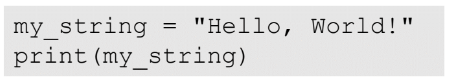 my_string = "Hello, World!"
print(my_string)